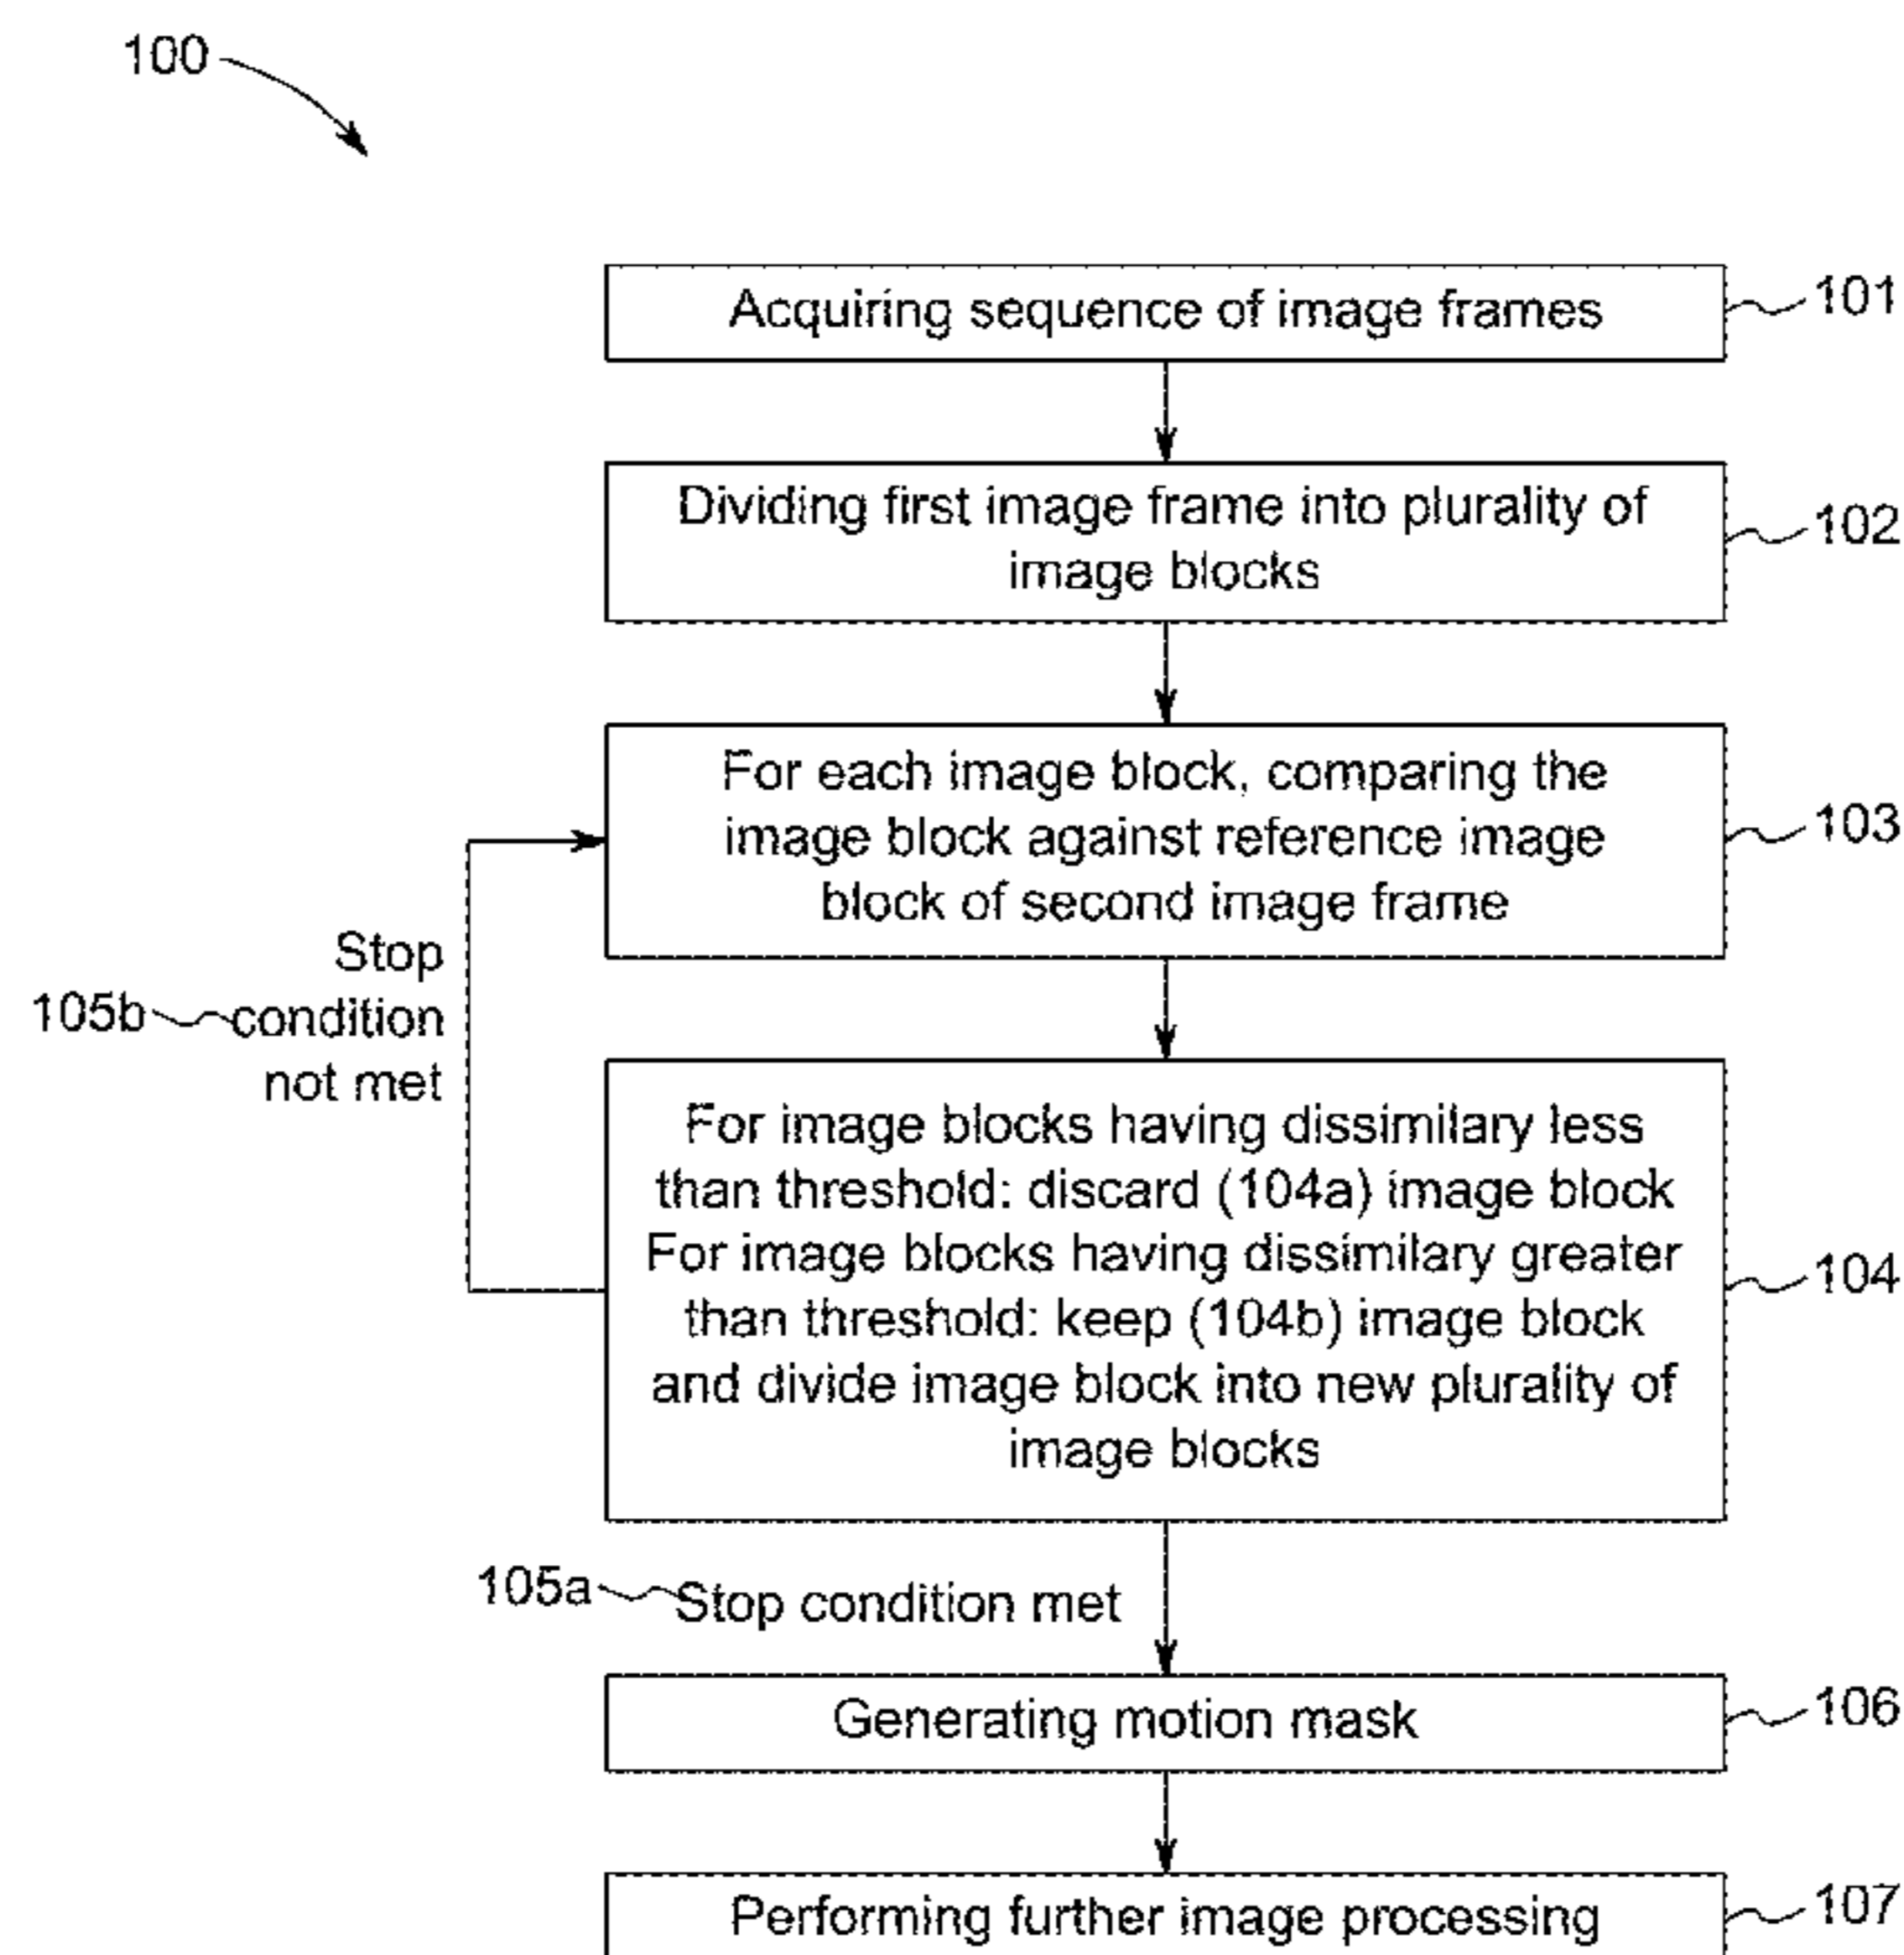 100
Acquiring sequence of image frames
101
Dividing first image frame into plurality of
image blocks
102
For each image block, comparing the
image block against reference image
block of second image frame
103
Stop
condition
not met
105b
For image blocks having dissimilary less
than threshold: discard (104a) image block
For image blocks having dissimilary greater
than threshold: keep (104b) image block
and divide image block into new plurality of
image blocks
104
105a
Stop condition met
Generating motion mask
106
Performing further image processing
107